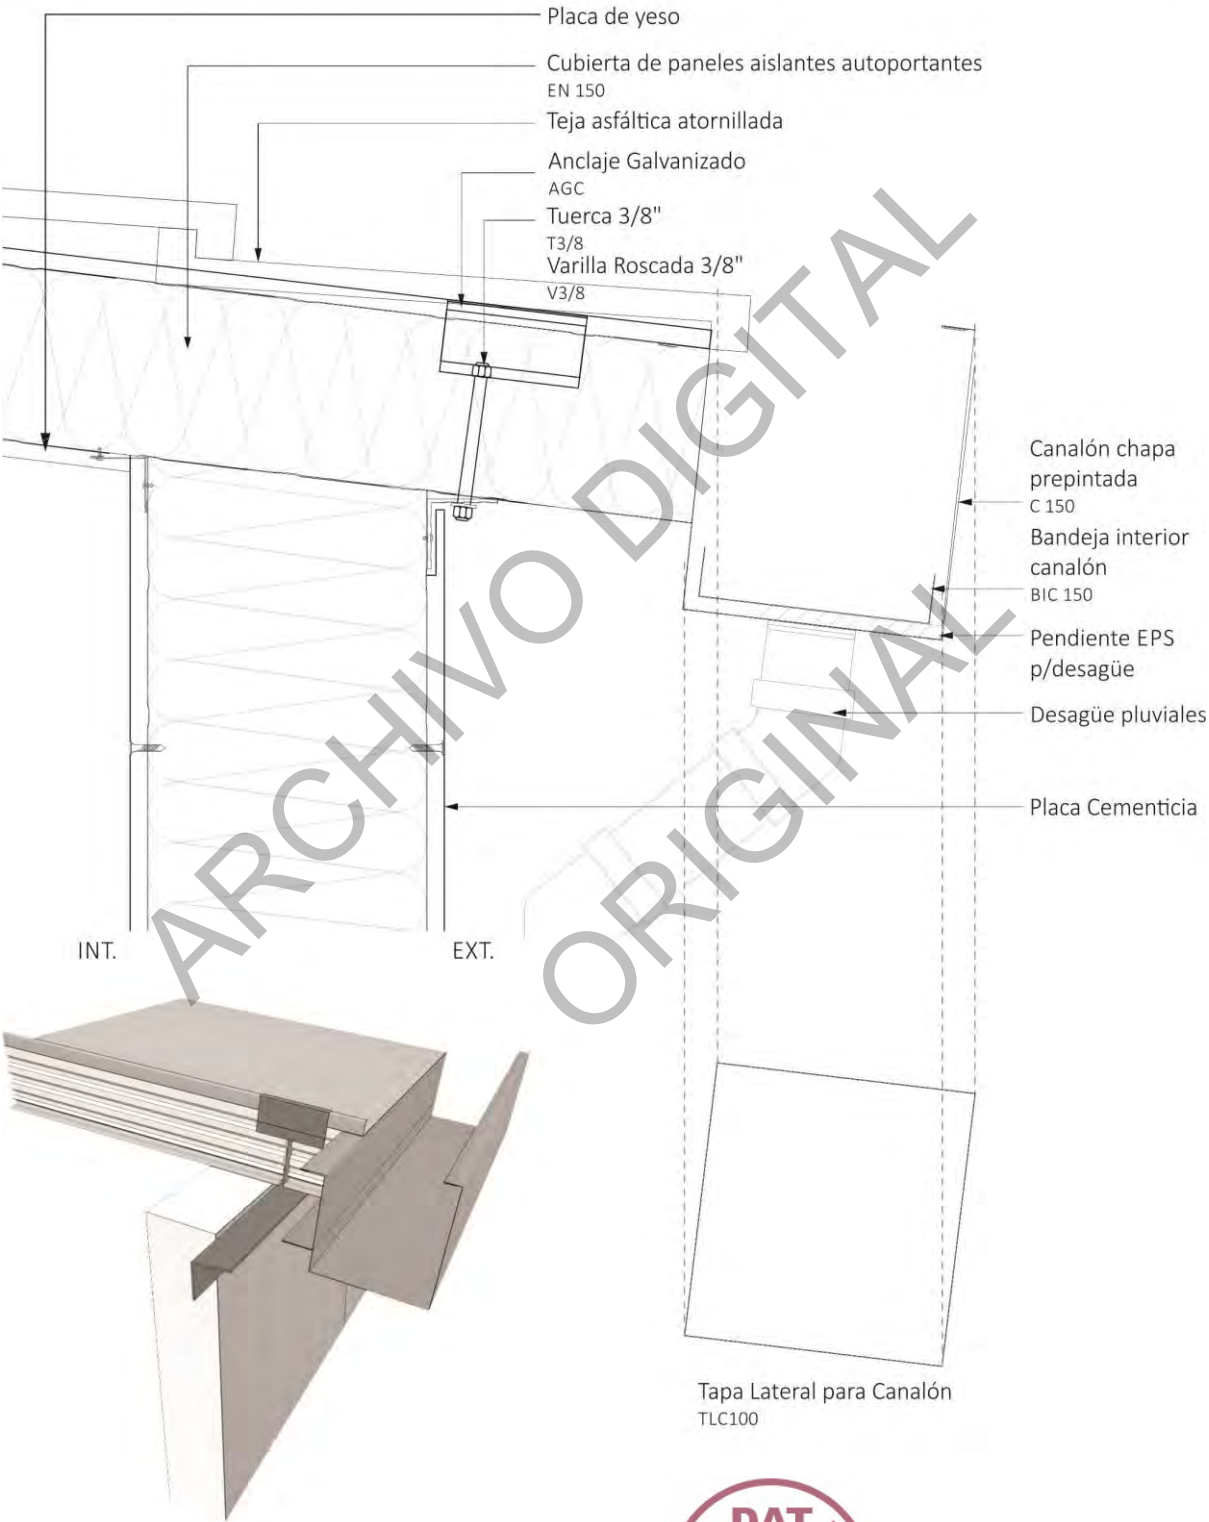 Placa de yeso
Cubierta de paneles aislantes autoportantes
EN 150
Teja asfáltica atornillada
Anclaje Galvanizado
AGC
Tuerca 3/8"
T3/8
Varilla Roscada 3/8"
V3/8
Canalón chapa
prepintada
C 150
Bandeja interior
canalón
BIC 150
Pendiente EPS
p/desagüe
Desagüe pluviales
Placa Cementicia
ARCHIVO DIGITAL
ORIGINAL
INT.
EXT.
Tapa Lateral para Canalón
TLC100